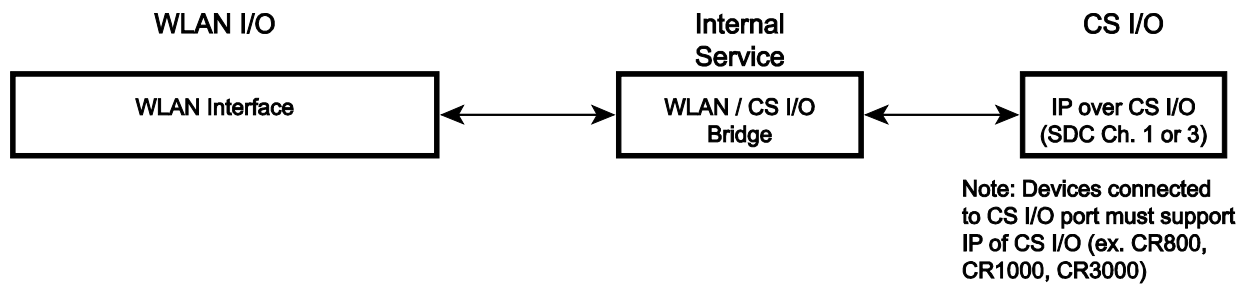 WLAN I/O
Internal
Service
CS I/O
WLAN Interface
WLAN / CS I/O
Bridge
IP over CS I/O
(SDC Ch. 1 or 3)
Note: Devices connected
to CS I/O port must support
IP of CS I/O (ex. CR800,
CR1000, CR3000)